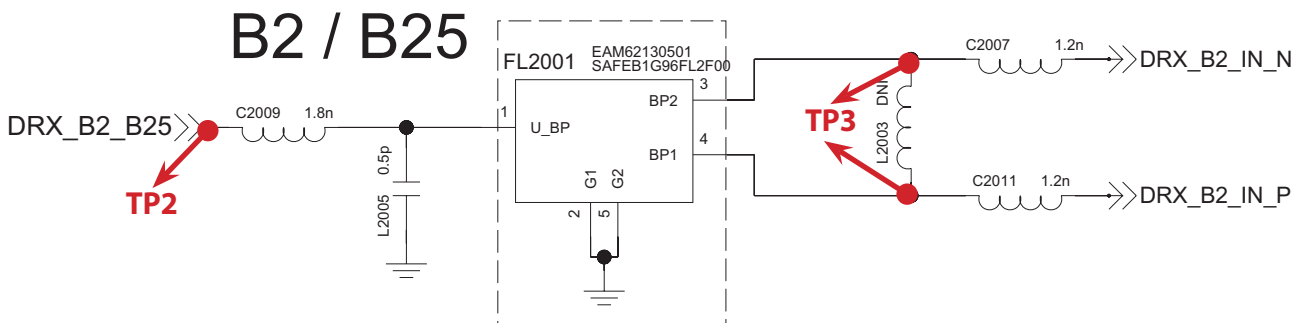 B2 / B25
FL2001
EAM62130501
SAFEB1G96FL2F00
DRX_B2_B25
TP2
C2009 1.8n
0.5p
L2005
1
U_BP
BP2
3
BP1
4
G1
G2
2
5
TP3
DNI
L2003
C2007 1.2n
DRX_B2_IN_N
C2011 1.2n
DRX_B2_IN_P